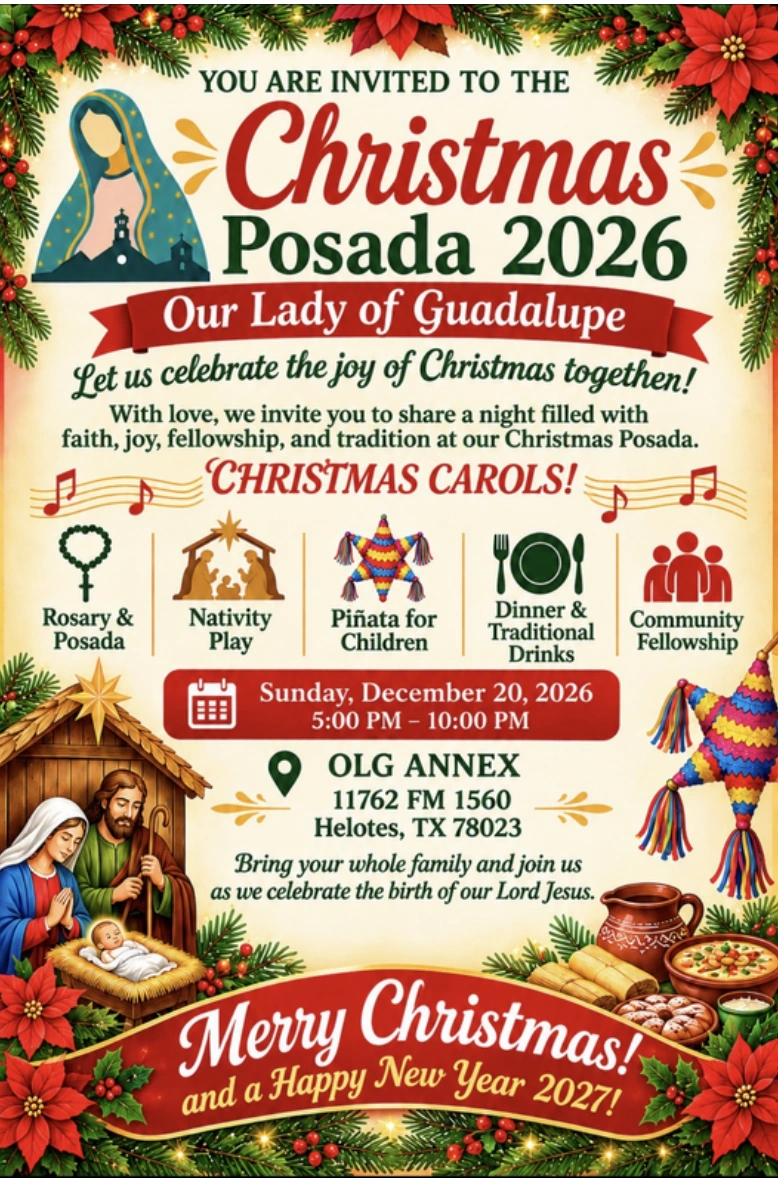 YOU ARE INVITED TO THE
Christmas
Posada 2026
Our Lady of Guadalupe
Let us celebrate the joy of Christmas togethen!
With love, we invite you to share a night filled with
faith, joy, fellowship, and tradition at our Christmas Posada.
CHRISTMAS CAROLS!
Rosary &
Posada
Nativity
Play
Piñata for
Children
Dinner &
Traditional
Drinks
Community
Fellowship
Sunday, December 20, 2026
5:00 PM – 10:00 PM
OLG ANNEX
11762 FM 1560
Helotes, TX 78023
Bring your whole family and join us
as we celebrate the birth of our Lord Jesus.
Merry Christmas!
and a Happy New Year 2027!